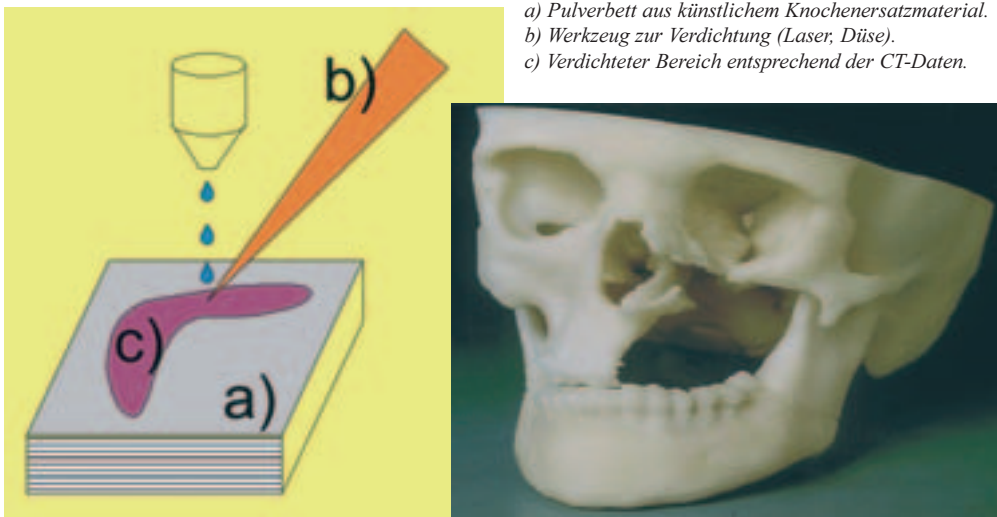 a) Pulverbett aus künstlichem Knochenersatzmaterial.
b) Werkzeug zur Verdichtung (Laser, Düse).
c) Verdichteter Bereich entsprechend der CT-Daten.
b)
c)
a)